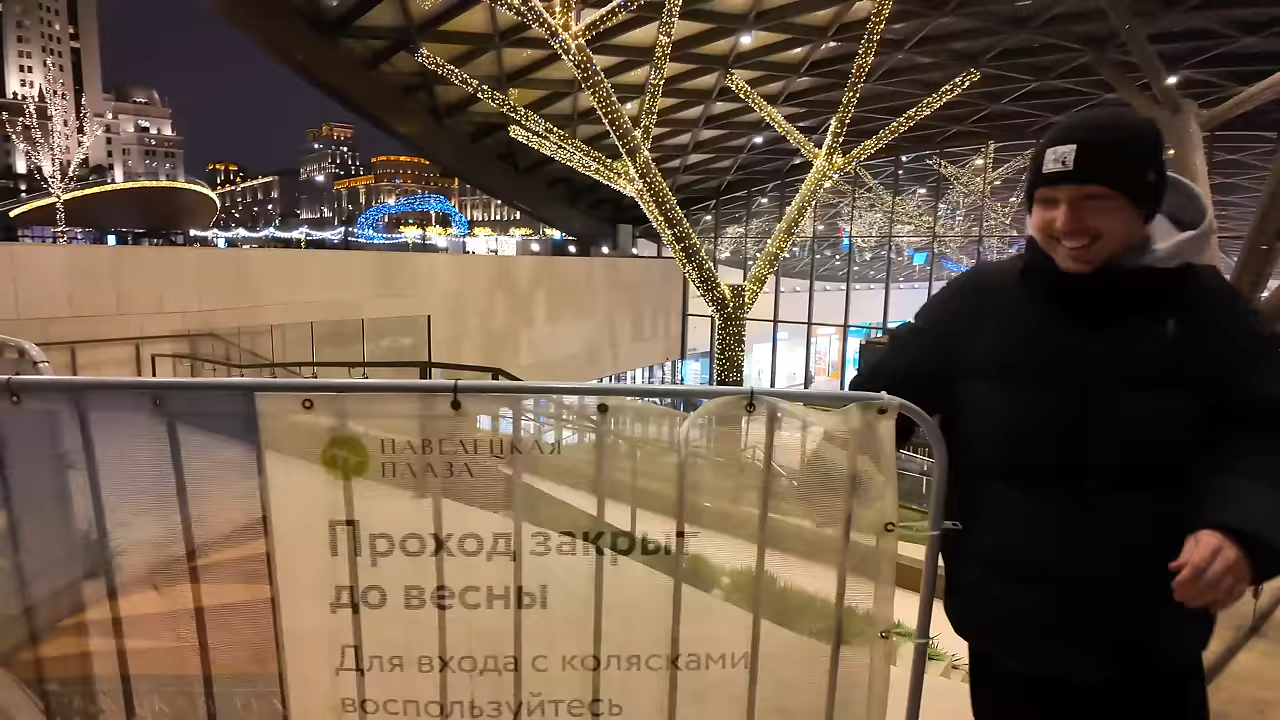 ПАВЕЛЕЦКАЯ
ПЛАЗА
Проход закрыт
до весны
Для входа с колясками
воспользуйтесь